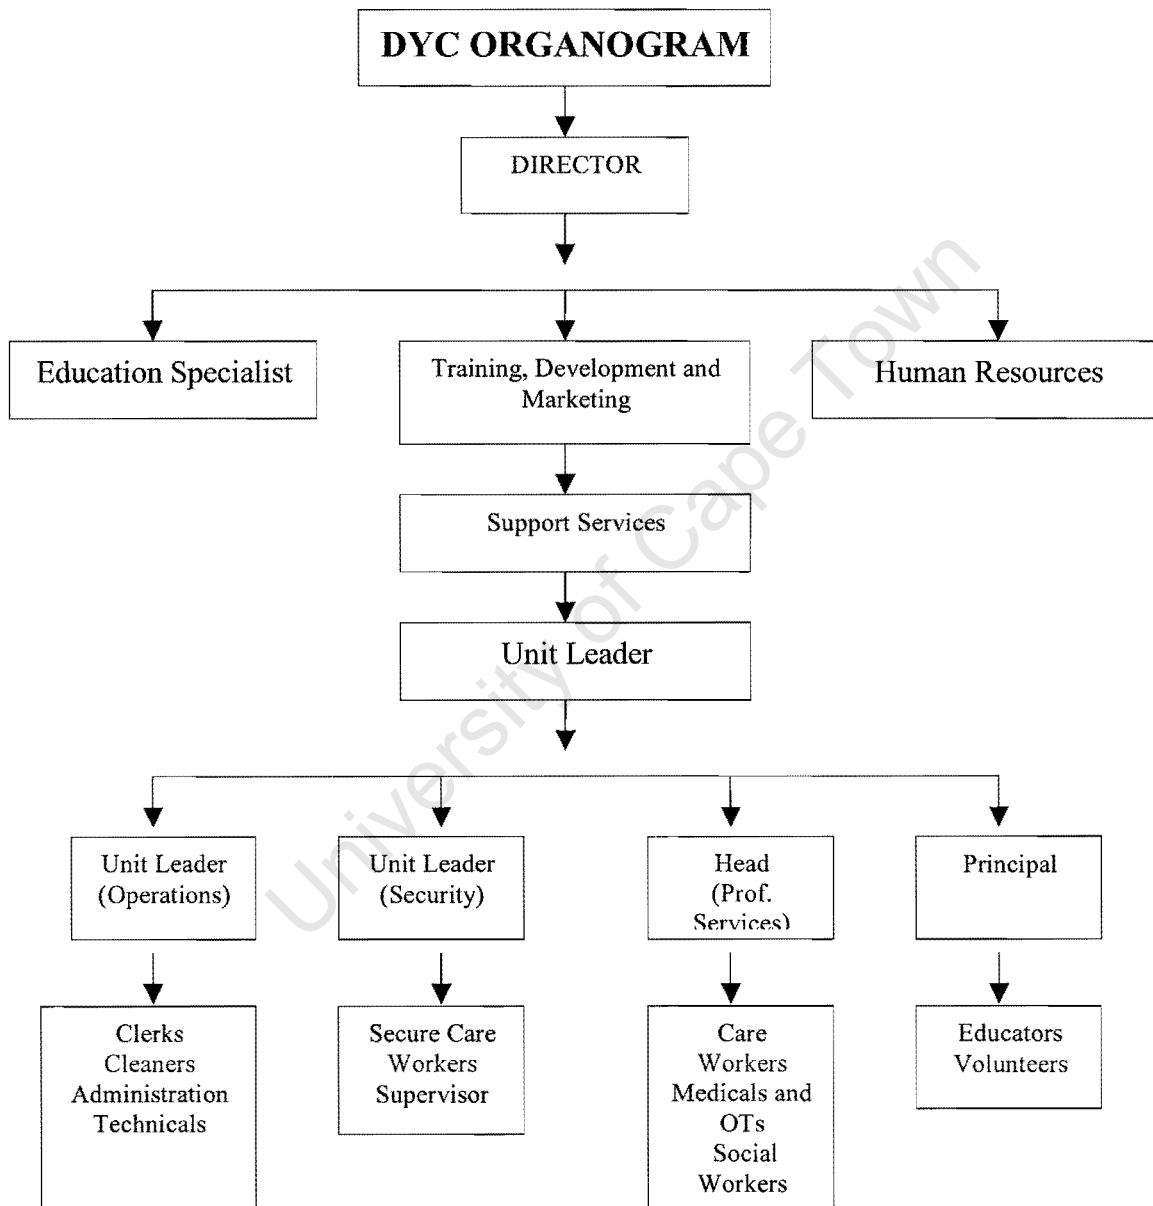 DYC ORGANOGRAM
DIRECTOR
Education Specialist
Training, Development and
Marketing
Human Resources
Support Services
Unit Leader
Unit Leader
(Operations)
Unit Leader
(Security)
Head
(Prof.
Services)
Principal
Clerks
Cleaners
Administration
Technicals
Secure Care
Workers
Supervisor
Care
Workers
Medicals and
OTs
Social
Workers
Educators
Volunteers
University of Cape Town